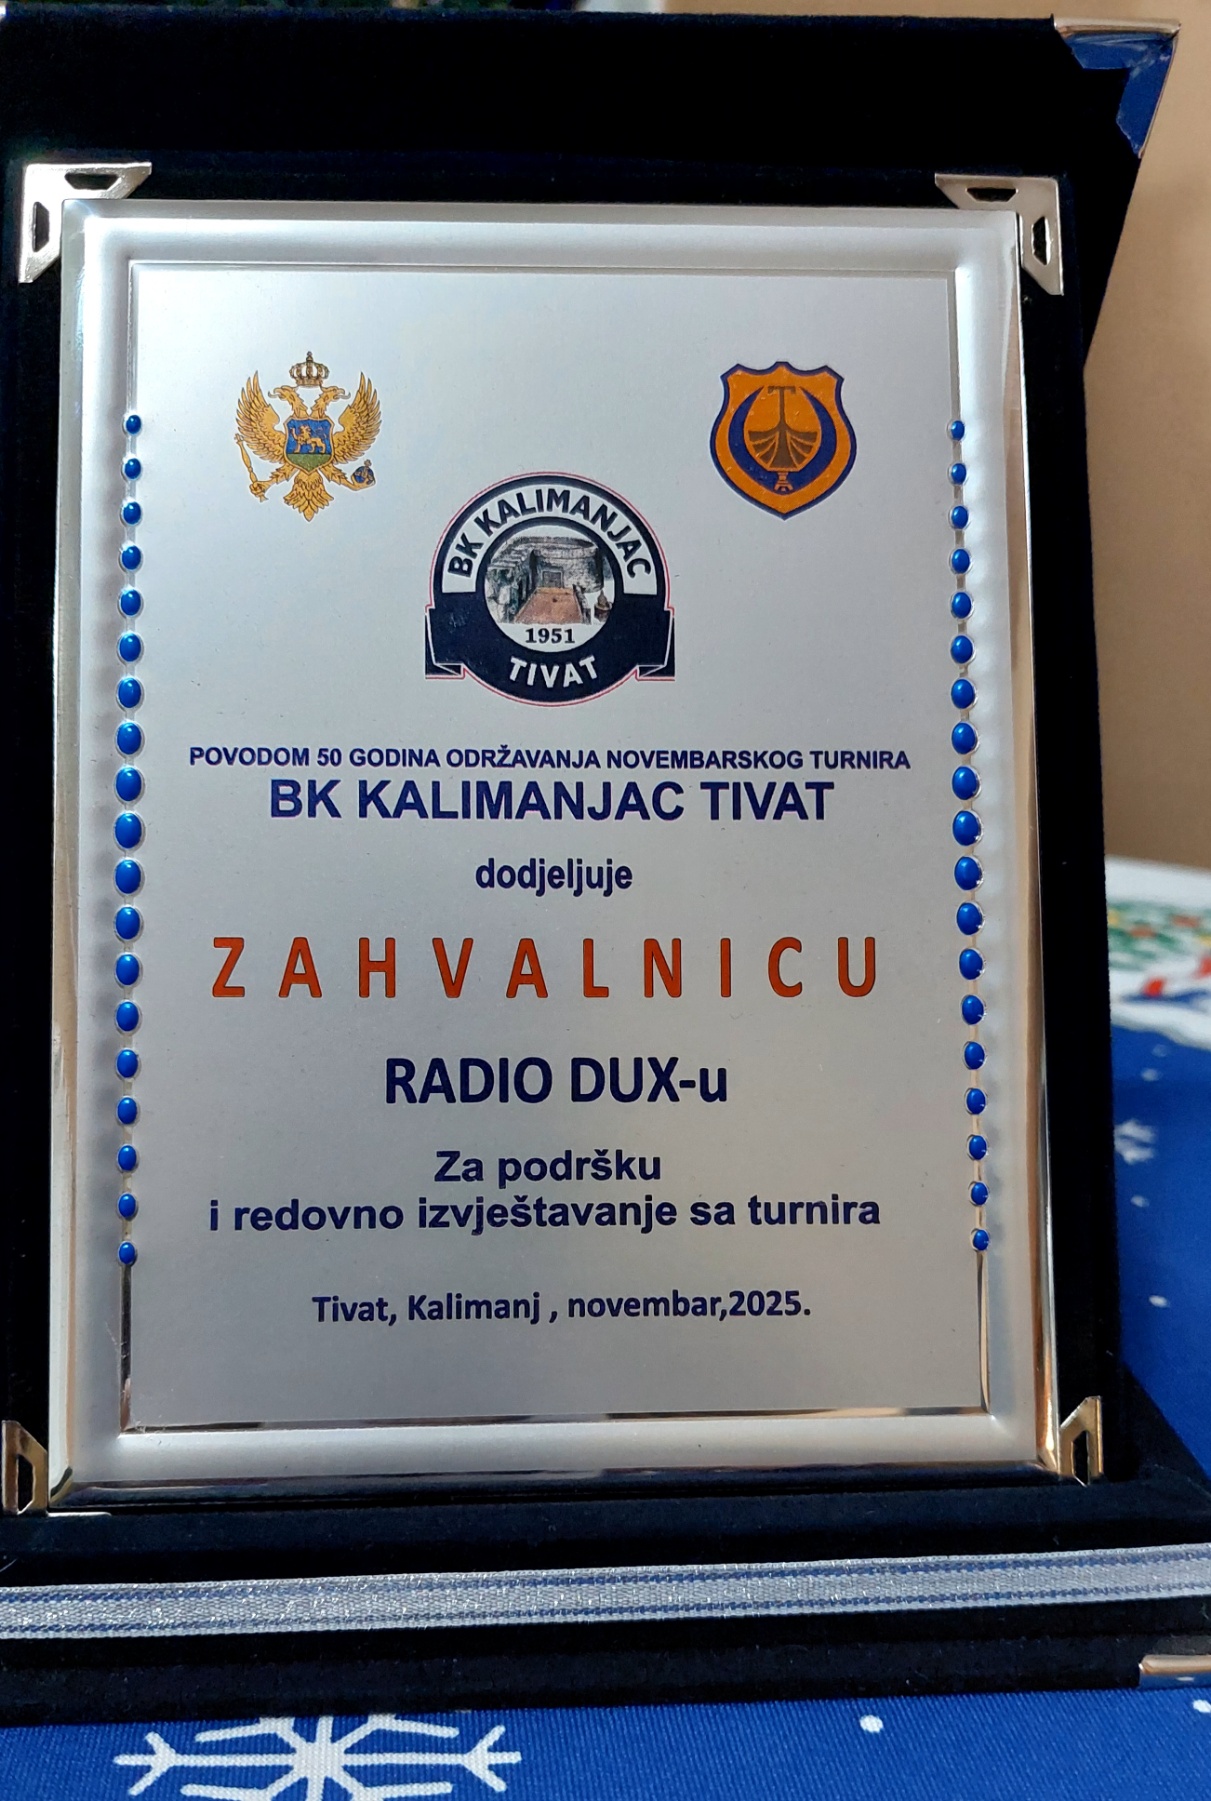 BK KALIMANJAC
1951
TIVAT
POVODOM 50 GODINA ODRŽAVANJA NOVEMBARSKOG TURNIRA
BK KALIMANJAC TIVAT
dodjeljuje
ZAHVALNICU
RADIO DUX-u
Za podršku
i redovno izvještavanje sa turnira
Tivat, Kalimanj , novembar,2025.